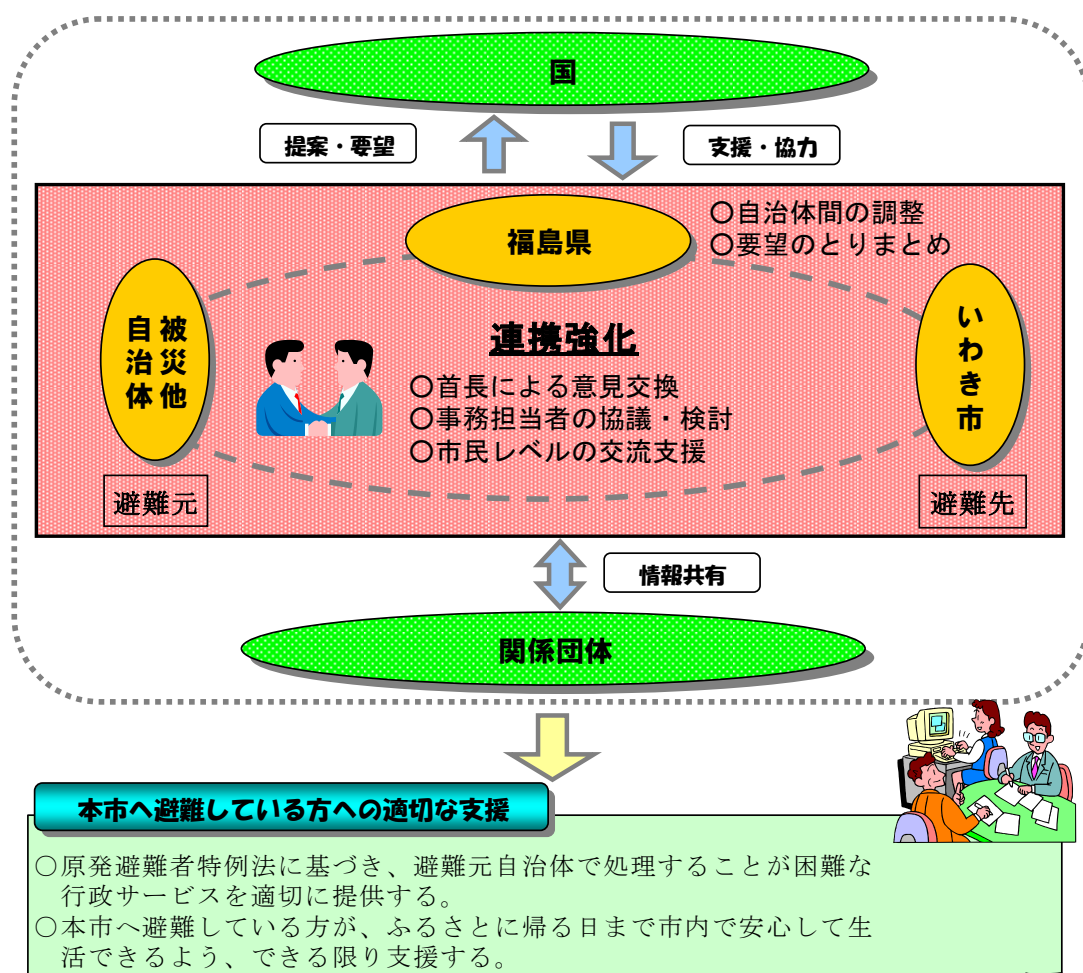 国
提案・要望
支援・協力
福島県
〇自治体間の調整
〇要望のとりまとめ
被災他
自治体
いわき市
連携強化
〇首長による意見交換
〇事務担当者の協議・検討
〇市民レベルの交流支援
避難元
避難先
情報共有
関係団体
本市へ避難している方への適切な支援
〇原発避難者特例法に基づき、避難元自治体で処理することが困難な
行政サービスを適切に提供する。
〇本市へ避難している方が、ふるさとに帰る日まで市内で安心して生
活できるよう、できる限り支援する。